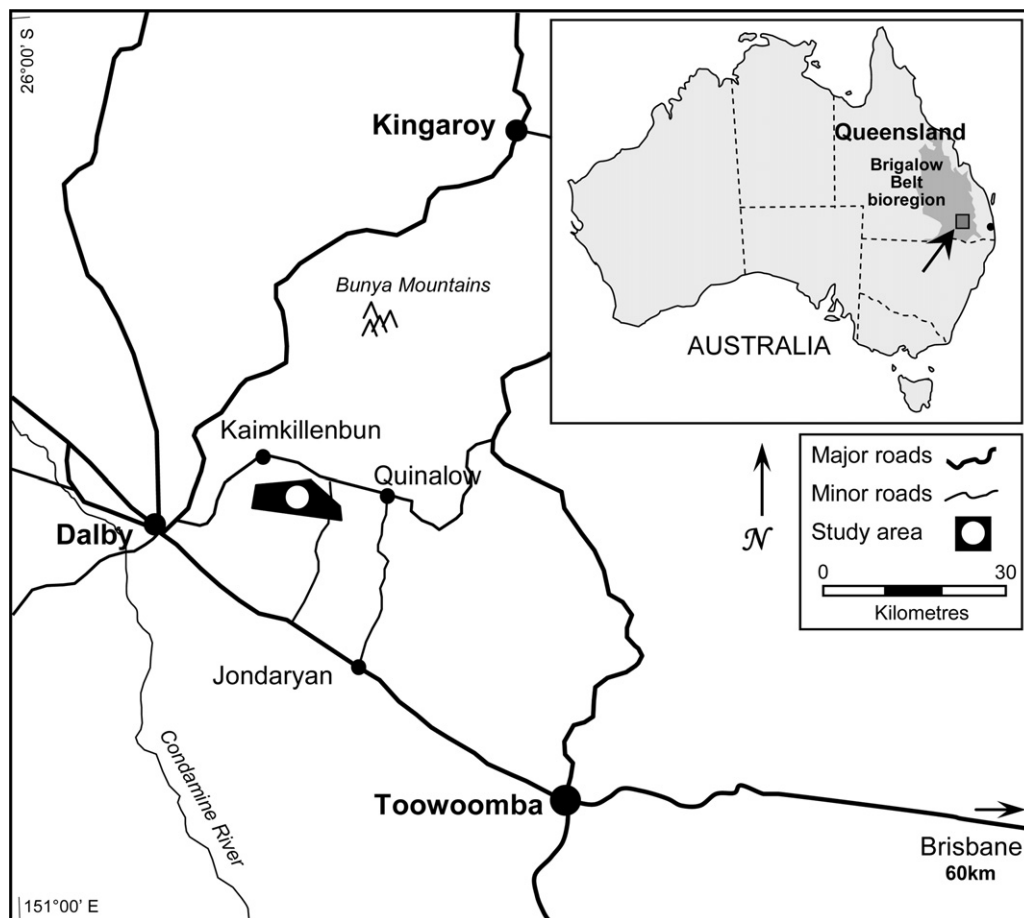 26°00' S
Kingaroy
Queensland
Brigalow
Belt
bioregion
AUSTRALIA
Bunya Mountains
Kaimkillenbun
Quinalow
Dalby
N
Major roads
Minor roads
Study area
0 30
Kilometres
Jondaryan
Condamine River
Toowoomba
Brisbane
60km
151°00' E